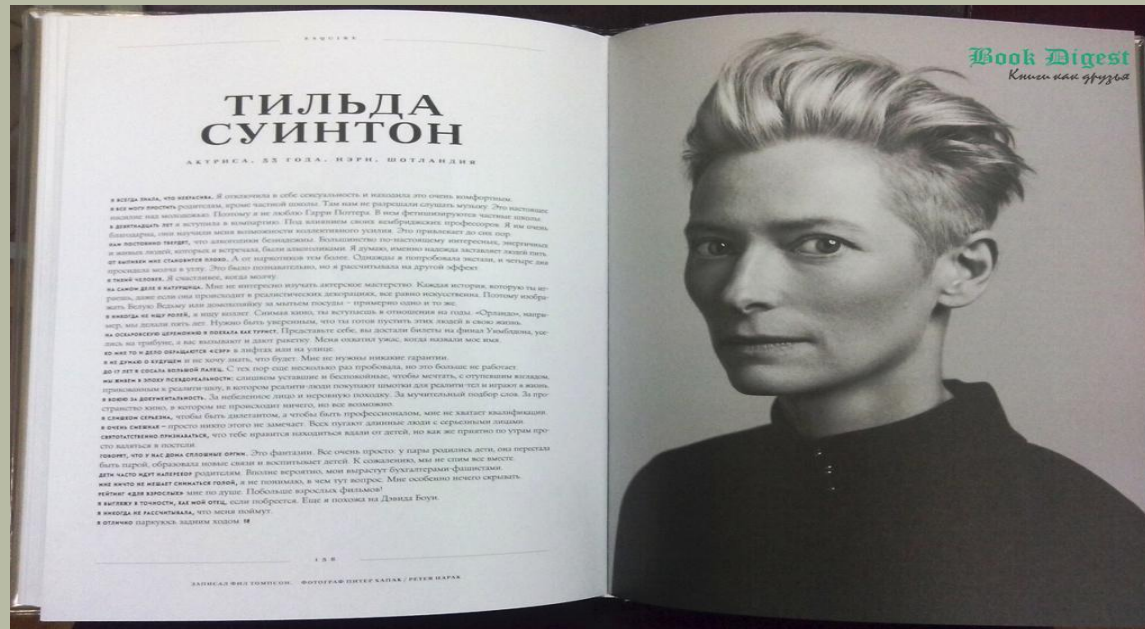 ESQUIRE
ТИЛЬДА
СУИНТОН
АКТРИСА, 53 ГОДА, НЭРН, ШОТЛАНДИЯ
Я ВСЕГДА ЗНАЛА, ЧТО НЕКРАСИВА. Я отключила в себе сексуальность и находила это очень комфортным.
Я ВСЕ МОГУ ПРОСТИТЬ родителям, кроме частной школы. Там нам не разрешали слушать музыку. Это настоящее
насилие над молодежью. Поэтому я не люблю Гарри Поттера. В нем фетишизируются частные школы.
В ДЕВЯТНАДЦАТЬ ЛЕТ я вступила в компартию. Под влиянием своих кембриджских профессоров. Я им очень
благодарна, они научили меня возможности коллективного усилия. Это привлекает до сих пор.
НАМ ПОСТОЯННО ТВЕРДЯТ, что алкоголики безнадежны. Большинство по-настоящему интересных, энергичных
и живых людей, которых я встречала, были алкоголиками. Я думаю, именно надежда заставляет людей пить.
ОТ ВЫПИВКИ МНЕ СТАНОВИТСЯ ПЛОХО. А от наркотиков тем более. Однажды я попробовала экстази, и четыре дня
просидела молча в углу. Это было познавательно, но я рассчитывала на другой эффект.
Я ТИХИЙ ЧЕЛОВЕК. Я счастливее, когда молчу.
НА САМОМ ДЕЛЕ Я НАТУРЩИЦА. Мне не интересно изучать актерское мастерство. Каждая история, которую ты иг-
раешь, даже если она происходит в реалистических декорациях, все равно искусственна. Поэтому изобра-
жать Белую Ведьму или домохозяйку за мытьем посуды – примерно одно и то же.
Я НИКОГДА НЕ ИЩУ РОЛЕЙ, я ищу коллег. Снимая кино, ты вступаешь в отношения на годы. «Орландо», напри-
мер, мы делали пять лет. Нужно быть уверенным, что ты готов пустить этих людей в свою жизнь.
НА ОСКАРОВСКУЮ ЦЕРЕМОНИЮ Я ПОЕХАЛА КАК ТУРИСТ. Представьте себе, вы достали билеты на финал Уимблдона, усе-
лись на трибуне, а вас вызывают и дают ракетку. Меня охватил ужас, когда назвали мое имя.
КО МНЕ ТО И ДЕЛО ОБРАЩАЮТСЯ «СЭР» в лифтах или на улице.
Я НЕ ДУМАЮ О БУДУЩЕМ и не хочу знать, что будет. Мне не нужны никакие гарантии.
ДО 17 ЛЕТ Я СОСАЛА БОЛЬШОЙ ПАЛЕЦ. С тех пор еще несколько раз пробовала, но это больше не работает.
МЫ ЖИВЕМ В ЭПОХУ ПСЕВДОРЕАЛЬНОСТИ: слишком уставшие и беспокойные, чтобы мечтать, с отупевшим взглядом,
прикованным к реалити-шоу, в котором реалити-люди покупают шмотки для реалити-тел и играют в жизнь.
Я ВОЮЮ ЗА ДОКУМЕНТАЛЬНОСТЬ. За небеленное лицо и неровную походку. За мучительный подбор слов. За про-
странство кино, в котором не происходит ничего, но все возможно.
Я СЛИШКОМ СЕРЬЕЗНА, чтобы быть дилетантом, а чтобы быть профессионалом, мне не хватает квалификации.
Я ОЧЕНЬ СМЕШНАЯ – просто никто этого не замечает. Всех пугают длинные люди с серьезными лицами.
СВЯТОТАТСТВЕННО ПРИЗНАВАТЬСЯ, что тебе нравится находиться вдали от детей, но как же приятно по утрам про-
сто валяться в постели.
ГОВОРЯТ, ЧТО У НАС ДОМА СПЛОШНЫЕ ОРГИИ. Это фантазии. Все очень просто: у пары родились дети, она перестала
быть парой, образовала новые связи и воспитывает детей. К сожалению, мы не спим все вместе.
ДЕТИ ЧАСТО ИДУТ НАПЕРЕКОР родителям. Вполне вероятно, мои вырастут бухгалтерами-фашистами.
МНЕ НИЧТО НЕ МЕШАЕТ СНИМАТЬСЯ ГОЛОЙ, я не понимаю, в чем тут вопрос. Мне особенно нечего скрывать.
РЕЙТИНГ «ДЛЯ ВЗРОСЛЫХ» мне по душе. Побольше взрослых фильмов!
Я ВЫГЛЯЖУ В ТОЧНОСТИ, КАК МОЙ ОТЕЦ, если побреется. Еще я похожа на Дэвида Боуи.
Я НИКОГДА НЕ РАССЧИТЫВАЛА, что меня поймут.
Я ОТЛИЧНО паркуюсь задним ходом.
ЗАПИСАЛ ФИЛ ТОМПСОН. ФОТОГРАФ ПИТЕР ХАПАК / PETER HAPAK
Book Digest
Книги как друзья